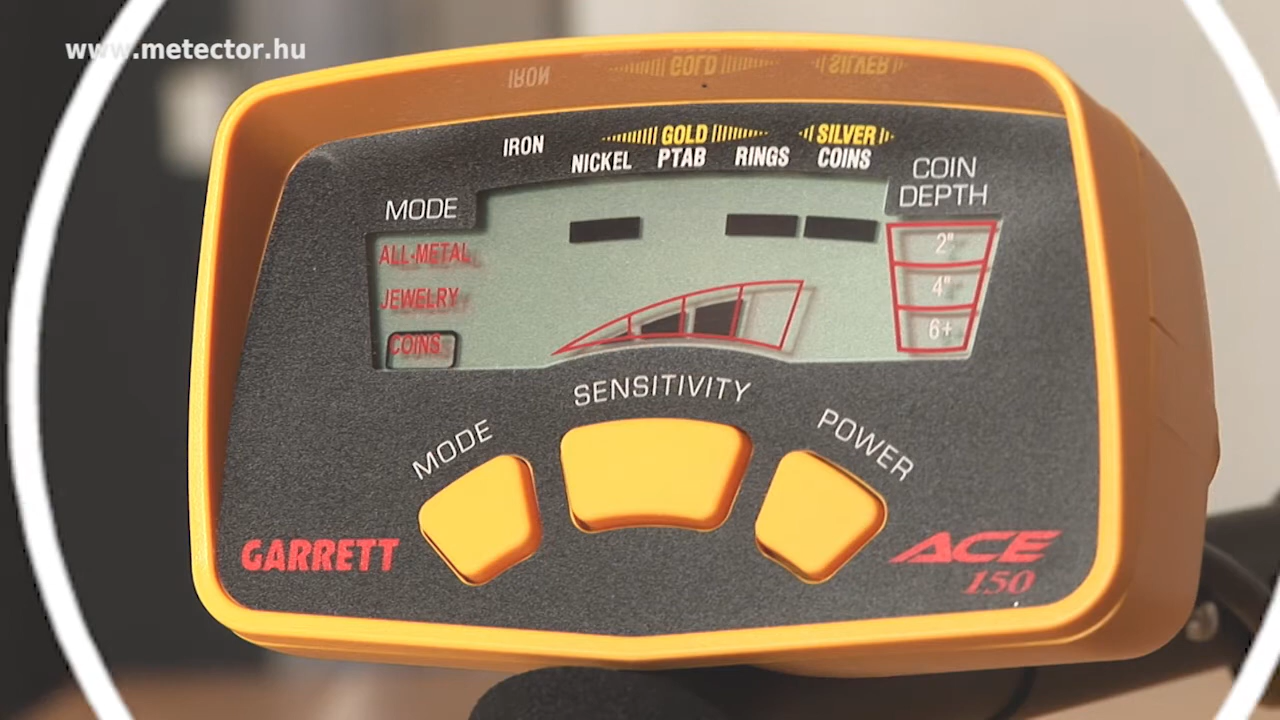 www.metector.hu
IRON
GOLD
SILVER
IRON
GOLD
SILVER
NICKEL
PTAB
RINGS
COINS
COIN
DEPTH
MODE
ALL-METAL
JEWELRY
COINS
2"
4"
6+
SENSITIVITY
MODE
POWER
GARRETT
ACE
150